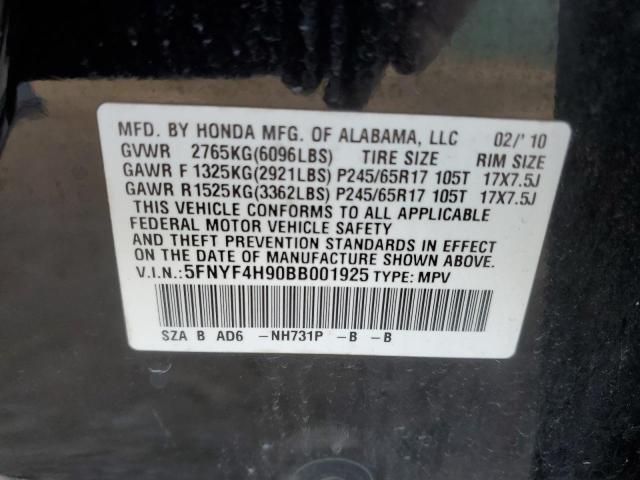 MFD. BY HONDA MFG. OF ALABAMA, LLC 02/'10
GVWR 2765KG(6096LBS) TIRE SIZE RIM SIZE
GAWR F 1325KG(2921LBS) P245/65R17 105T 17X7.5J
GAWR R 1525KG(3362LBS) P245/65R17 105T 17X7.5J
THIS VEHICLE CONFORMS TO ALL APPLICABLE
FEDERAL MOTOR VEHICLE SAFETY
AND THEFT PREVENTION STANDARDS IN EFFECT
ON THE DATE OF MANUFACTURE SHOWN ABOVE.
V.I.N.:5FNYF4H90BB001925 TYPE: MPV
SZA B AD6 -NH731P -B -B